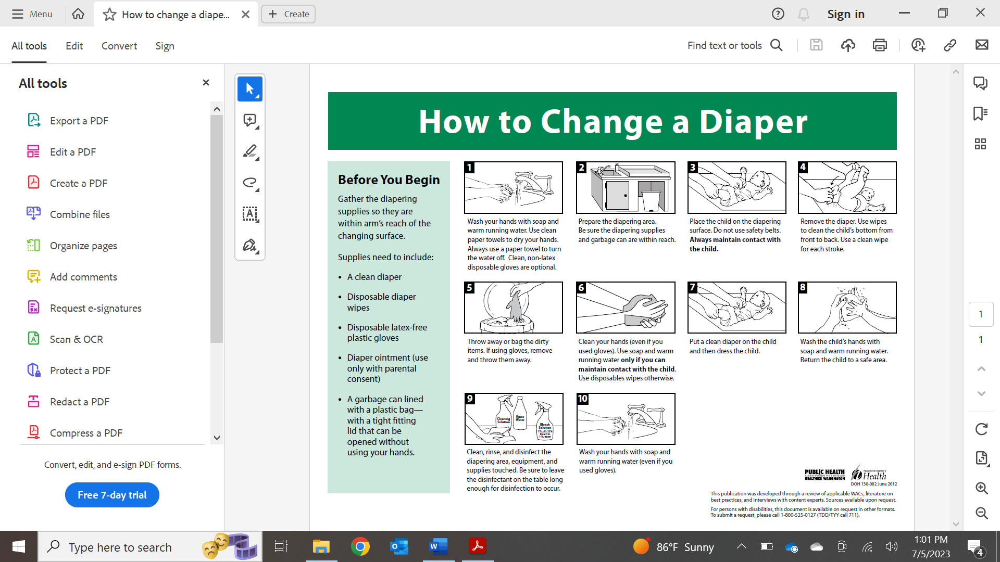 Menu
How to change a diape...
Create
Sign in
All tools
Edit
Convert
Sign
Find text or tools
All tools
Export a PDF
Edit a PDF
Create a PDF
Combine files
Organize pages
Add comments
Request e-signatures
Scan & OCR
Protect a PDF
Redact a PDF
Compress a PDF
Convert, edit, and e-sign PDF forms.
Free 7-day trial
How to Change a Diaper
Before You Begin
Gather the diapering
supplies so they are
within arm's reach of the
changing surface.
Supplies need to include:
• A clean diaper
• Disposable diaper
wipes
• Disposable latex-free
plastic gloves
• Diaper ointment (use
only with parental
consent)
• A garbage can lined
with a plastic bag—
with a tight fitting
lid that can be
opened without
using your hands.
1
Wash your hands with soap and
warm running water. Use clean
paper towels to dry your hands.
Always use a paper towel to turn
the water off. Clean, non-latex
disposable gloves are optional.
2
Prepare the diapering area.
Be sure the diapering supplies
and garbage can are within reach.
3
Place the child on the diapering
surface. Do not use safety belts.
Always maintain contact with
the child.
4
Remove the diaper. Use wipes
to clean the child's bottom from
front to back. Use a clean wipe
for each stroke.
5
Throw away or bag the dirty
items. If using gloves, remove
and throw them away.
6
Clean your hands (even if you
used gloves). Use soap and warm
running water only if you can
maintain contact with the child.
Use disposables wipes otherwise.
7
Put a clean diaper on the child
and then dress the child.
8
Wash the child's hands with
soap and warm running water.
Return the child to a safe area.
9
Cleaning
Solution
Rinse
Water
Bleach
Solution
Clean, rinse, and disinfect the
diapering area, equipment, and
supplies touched. Be sure to leave
the disinfectant on the table long
enough for disinfection to occur.
10
Wash your hands with soap and
warm running water (even if you
used gloves).
PUBLIC HEALTH
HEALTHIER WASHINGTON
Washington State Department of
Health
DOH 130-082 June 2012
This publication was developed through a review of applicable WACs, literature on
best practices, and interviews with content experts. Sources available upon request.
For persons with disabilities, this document is available on request in other formats.
To submit a request, please call 1-800-525-0127 (TDD/TYY call 711).
1
1
Type here to search
86°F Sunny
1:01 PM
7/5/2023
4